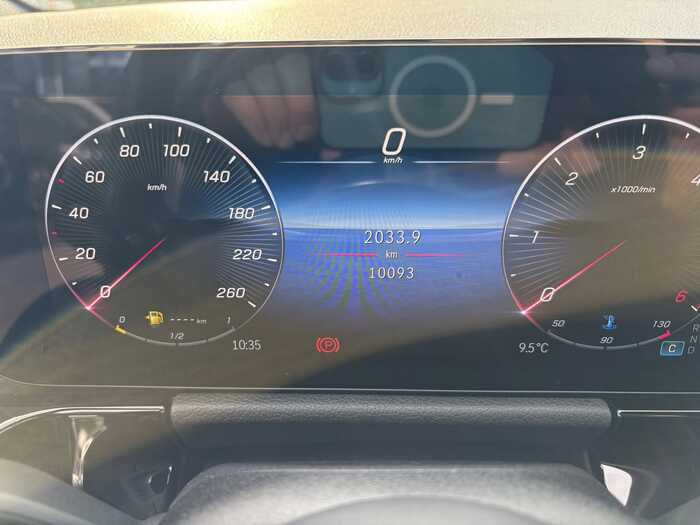 0
km/h
0 20 40 60 80 100 140 180 220 260
km/h
0 1/2 1
---- km
10:35
2033.9
km
10093
P
0 1 2 3 4 6
x1000/min
50 90 130
9.5°C
C
R
N
D